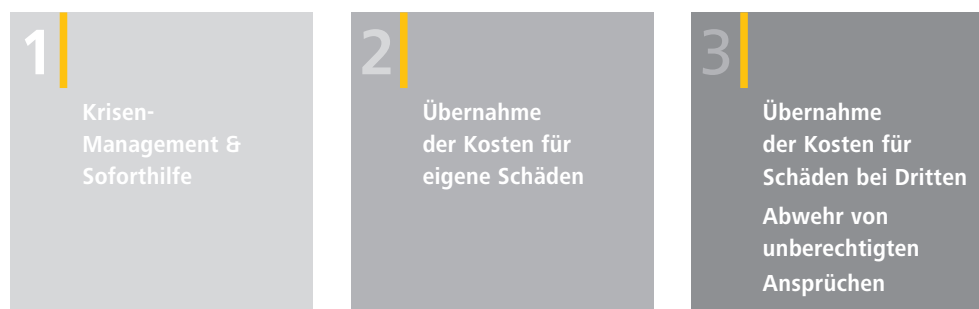 1
Krisen-
Management &
Soforthilfe
2
Übernahme
der Kosten für
eigene Schäden
3
Übernahme
der Kosten für
Schäden bei Dritten
Abwehr von
unberechtigten
Ansprüchen